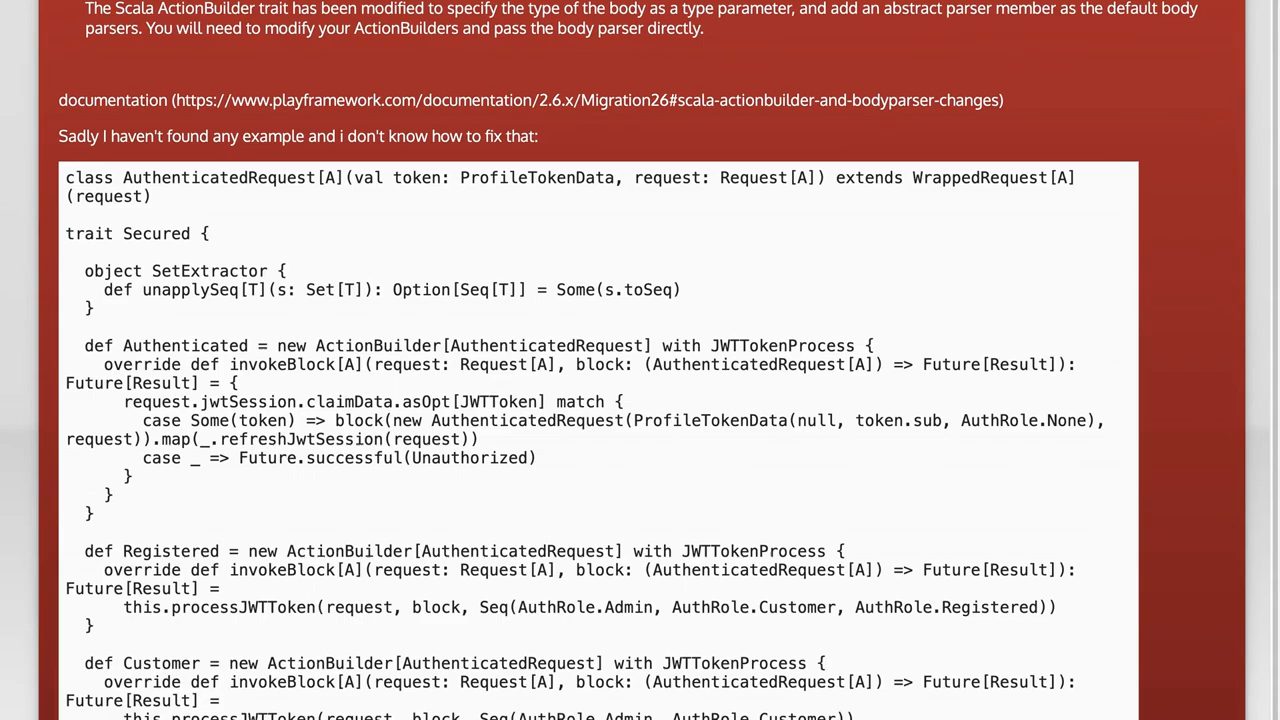 The Scala ActionBuilder trait has been modified to specify the type of the body as a type parameter, and add an abstract parser member as the default body
parsers. You will need to modify your ActionBuilders and pass the body parser directly.
documentation (https://www.playframework.com/documentation/2.6.x/Migration26#scala-actionbuilder-and-bodyparser-changes)
Sadly I haven't found any example and i don't know how to fix that:
class AuthenticatedRequest[A](val token: ProfileTokenData, request: Request[A]) extends WrappedRequest[A]
(request)
trait Secured {
  object SetExtractor {
    def unapplySeq[T](s: Set[T]): Option[Seq[T]] = Some(s.toSeq)
  }
  def Authenticated = new ActionBuilder[AuthenticatedRequest] with JWTTokenProcess {
    override def invokeBlock[A](request: Request[A], block: (AuthenticatedRequest[A]) => Future[Result]):
Future[Result] = {
      request.jwtSession.claimData.asOpt[JWTToken] match {
        case Some(token) => block(new AuthenticatedRequest(ProfileTokenData(null, token.sub, AuthRole.None),
request)).map(_.refreshJwtSession(request))
        case _ => Future.successful(Unauthorized)
      }
    }
  }
  def Registered = new ActionBuilder[AuthenticatedRequest] with JWTTokenProcess {
    override def invokeBlock[A](request: Request[A], block: (AuthenticatedRequest[A]) => Future[Result]):
Future[Result] =
      this.processJWTToken(request, block, Seq(AuthRole.Admin, AuthRole.Customer, AuthRole.Registered))
  }
  def Customer = new ActionBuilder[AuthenticatedRequest] with JWTTokenProcess {
    override def invokeBlock[A](request: Request[A], block: (AuthenticatedRequest[A]) => Future[Result]):
Future[Result] =
      this.processJWTToken(request, block, Seq(AuthRole.Admin, AuthRole.Customer))